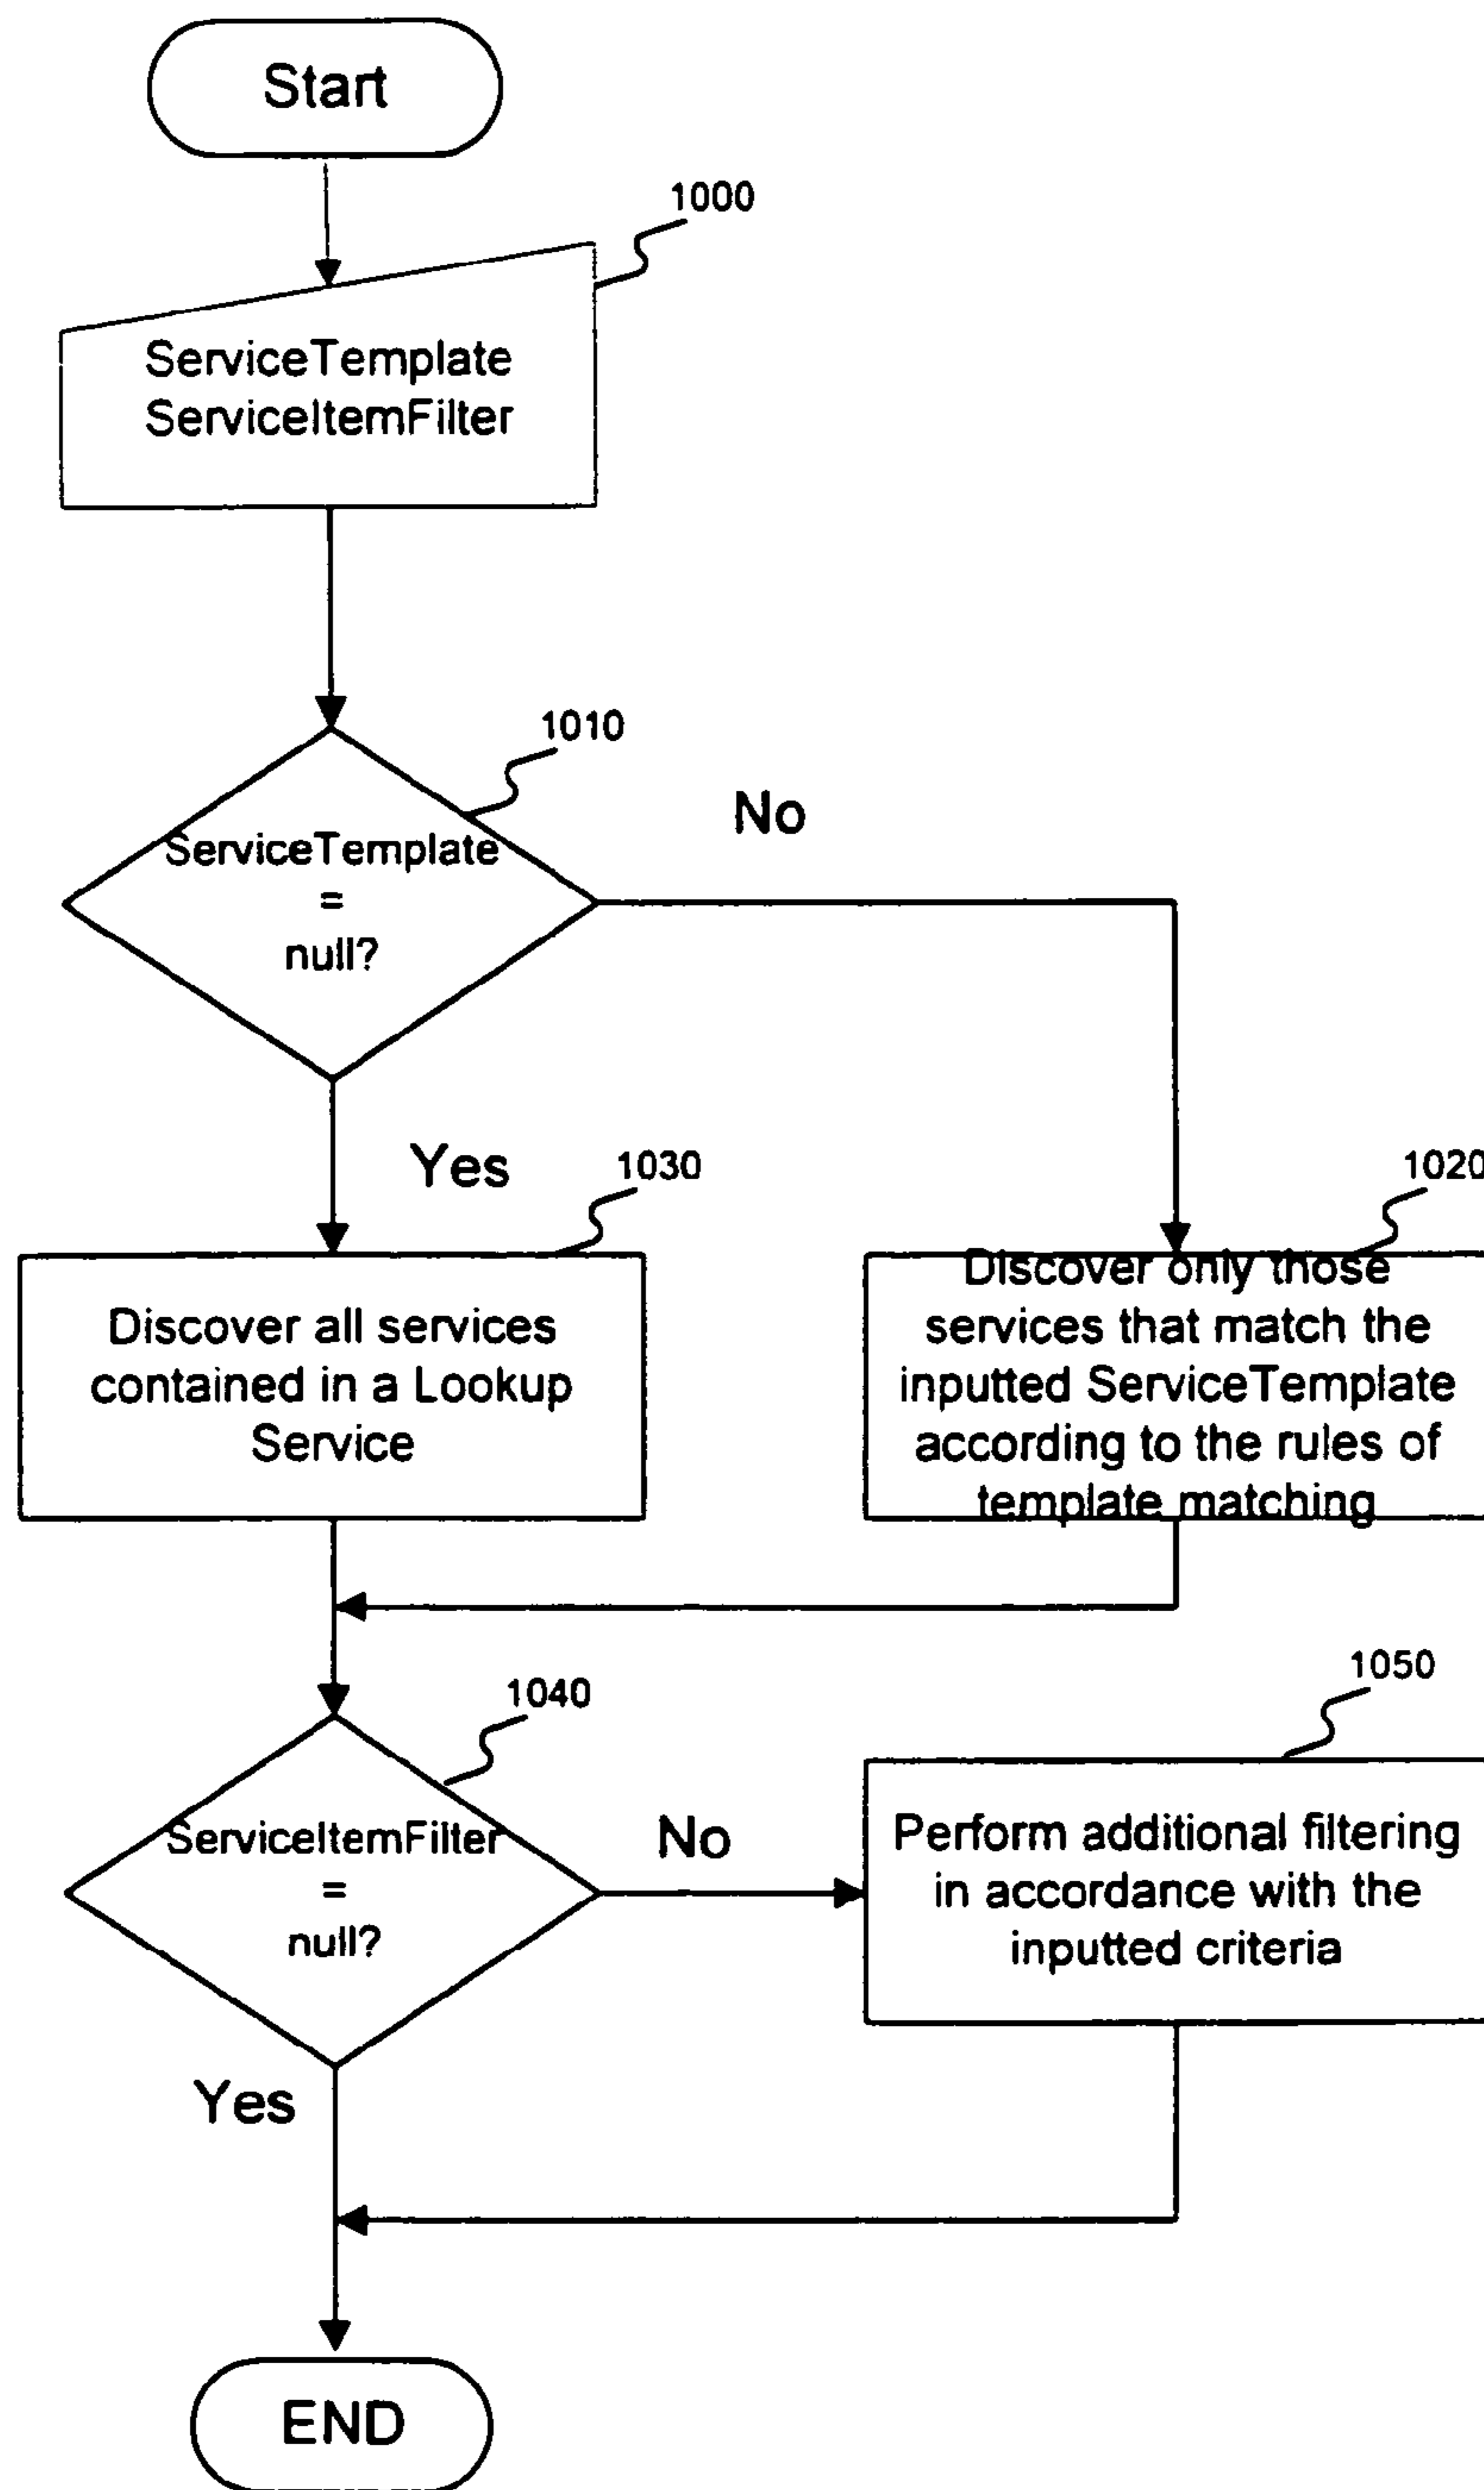 Start
1000
ServiceTemplate
ServiceItemFilter
1010
ServiceTemplate
=
null?
No
Yes
1030
1020
Discover all services
contained in a Lookup
Service
Discover only those
services that match the
inputted ServiceTemplate
according to the rules of
template matching
1040
1050
ServiceItemFilter
=
null?
No
Perform additional filtering
in accordance with the
inputted criteria
Yes
END